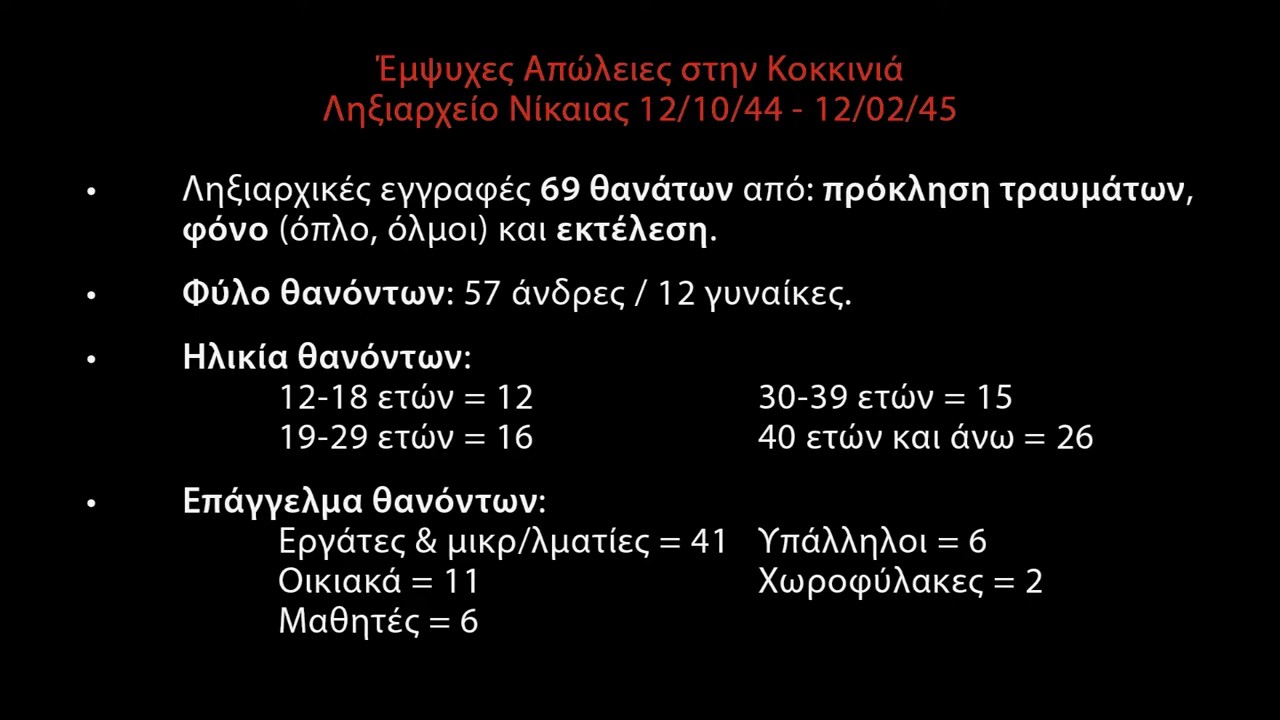 Έμψυχες Απώλειες στην Κοκκινιά
Ληξιαρχείο Νίκαιας 12/10/44 - 12/02/45
• Ληξιαρχικές εγγραφές 69 θανάτων από: πρόκληση τραυμάτων,
φόνο (όπλο, όλμοι) και εκτέλεση.
• Φύλο θανόντων: 57 άνδρες / 12 γυναίκες.
• Ηλικία θανόντων:
12-18 ετών = 12 30-39 ετών = 15
19-29 ετών = 16 40 ετών και άνω = 26
• Επάγγελμα θανόντων:
Εργάτες & μικρ/λματίες = 41 Υπάλληλοι = 6
Οικιακά = 11 Χωροφύλακες = 2
Μαθητές = 6